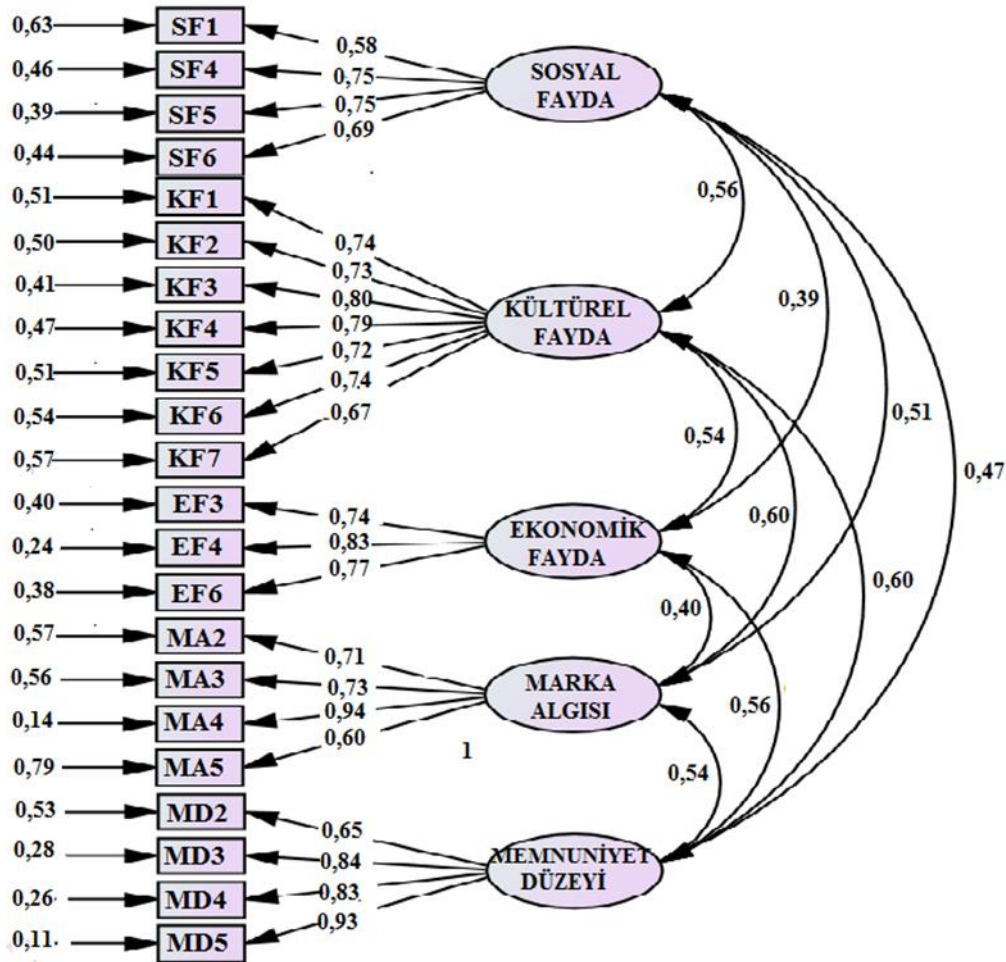 0,63 SF1 0,58
0,46 SF4 0,75
0,39 SF5 0,75
0,44 SF6 0,69
SOSYAL
FAYDA
0,51 KF1 0,74
0,50 KF2 0,73
0,41 KF3 0,80
0,47 KF4 0,79
0,51 KF5 0,72
0,54 KF6 0,74
0,57 KF7 0,67
KÜLTÜREL
FAYDA
0,40 EF3 0,74
0,24 EF4 0,83
0,38 EF6 0,77
EKONOMİK
FAYDA
0,57 MA2 0,71
0,56 MA3 0,73
0,14 MA4 0,94
0,79 MA5 0,60
MARKA
ALGISI
1
0,53 MD2 0,65
0,28 MD3 0,84
0,26 MD4 0,83
0,11 MD5 0,93
MEMNUNİYET
DÜZEYİ
0,56
0,39
0,51
0,47
0,54
0,60
0,60
0,40
0,56
0,54